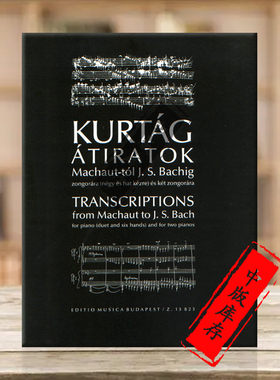 KURTÁG
ÁTIRATOK
Machaut-tól J. S. Bachig
zongorára (négy és hat kézre) és két zongorára
TRANSCRIPTIONS
from Machaut to J. S. Bach
for piano (duet and six hands) and for two pianos
EDITIO MUSICA BUDAPEST / Z. 13 823
中版库存